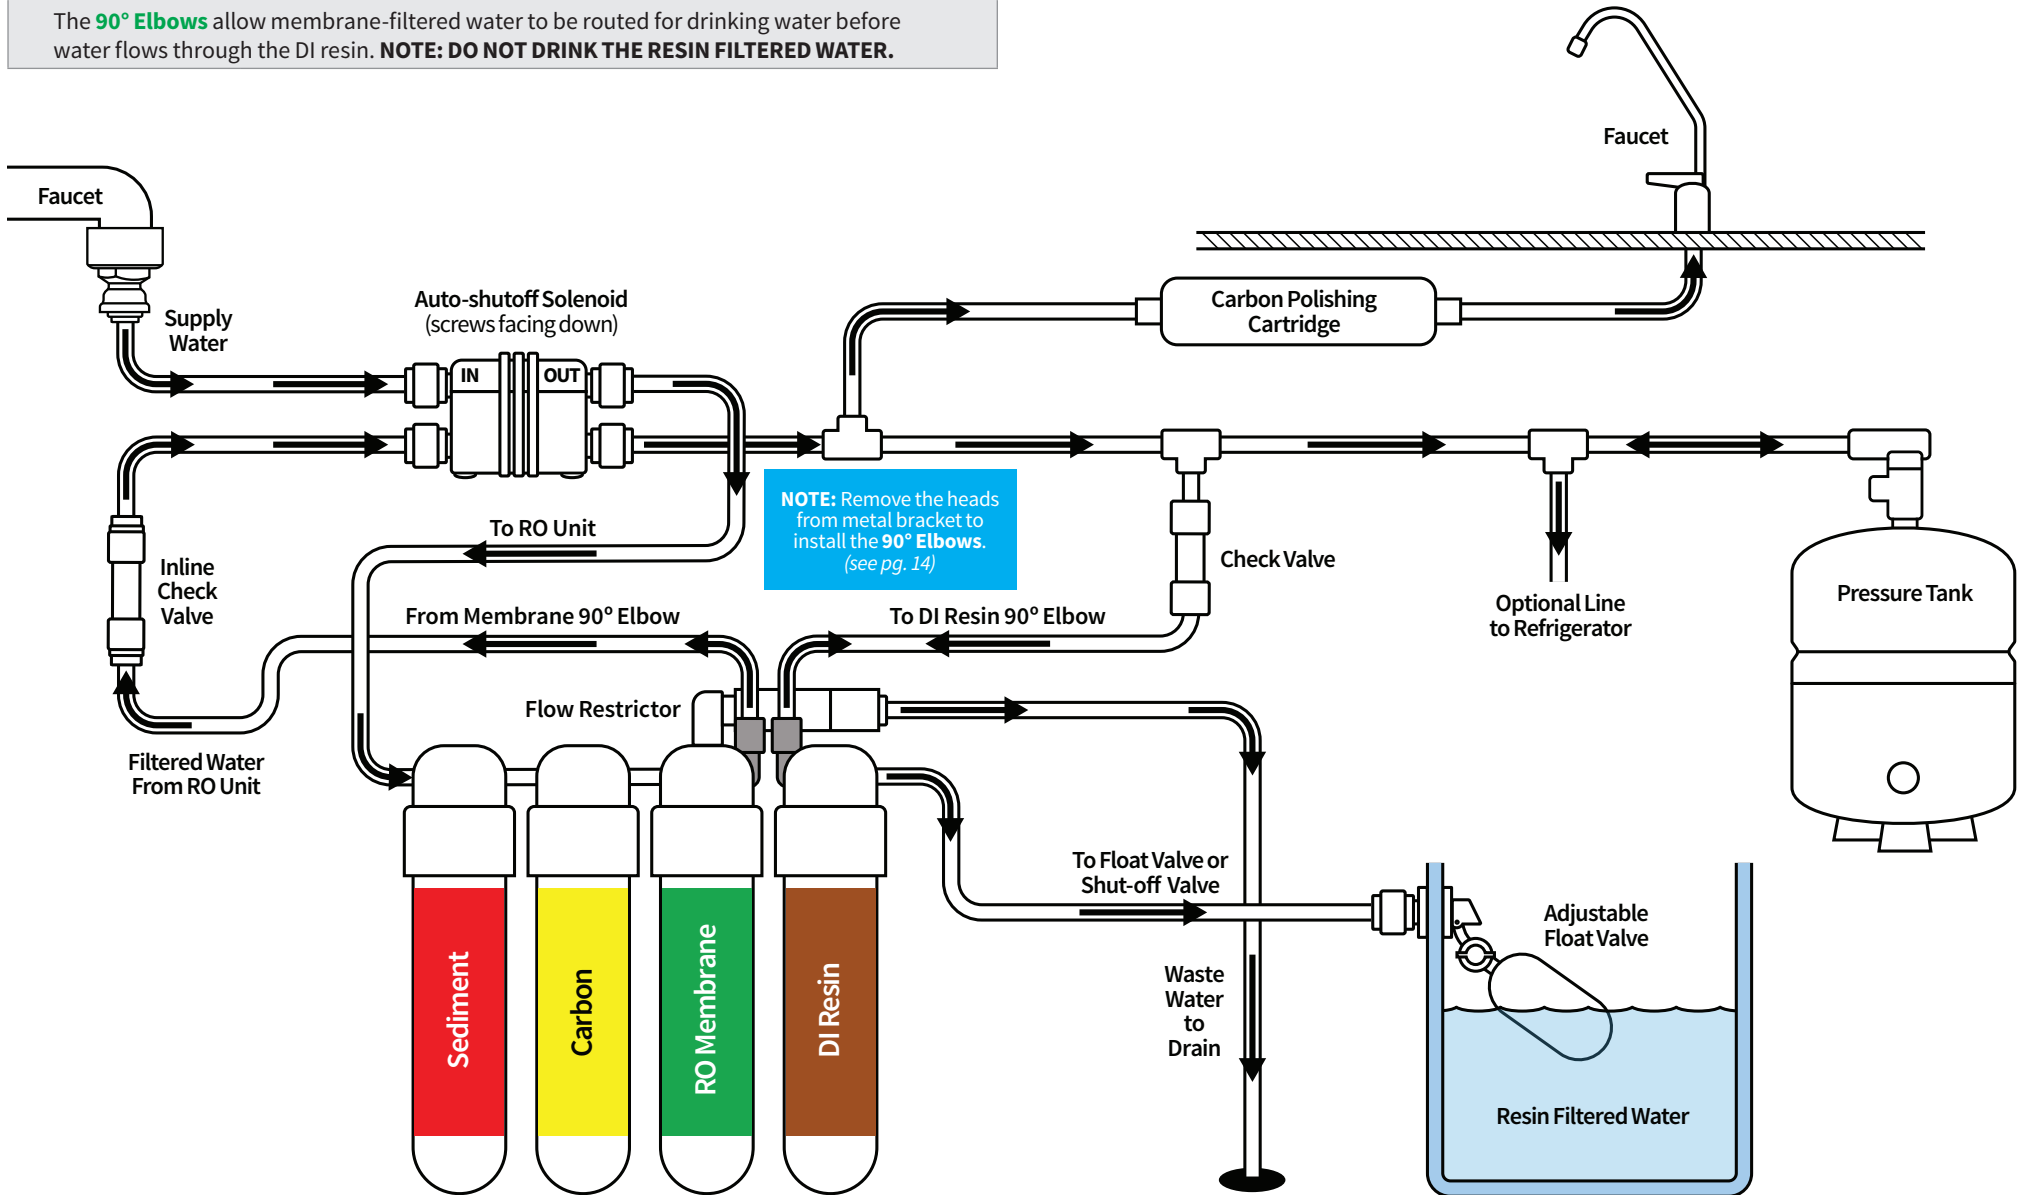 The 90° Elbows allow membrane-filtered water to be routed for drinking water before
water flows through the DI resin. NOTE: DO NOT DRINK THE RESIN FILTERED WATER.
Faucet
Faucet
Supply
Water
Auto-shutoff Solenoid
(screws facing down)
IN
OUT
Carbon Polishing
Cartridge
To RO Unit
NOTE: Remove the heads
from metal bracket to
install the 90° Elbows.
(see pg. 14)
Inline
Check
Valve
Check Valve
Optional Line
to Refrigerator
Pressure Tank
From Membrane 90° Elbow
To DI Resin 90° Elbow
Flow Restrictor
Filtered Water
From RO Unit
To Float Valve or
Shut-off Valve
Adjustable
Float Valve
Sediment
Carbon
RO Membrane
DI Resin
Waste
Water
to
Drain
Resin Filtered Water